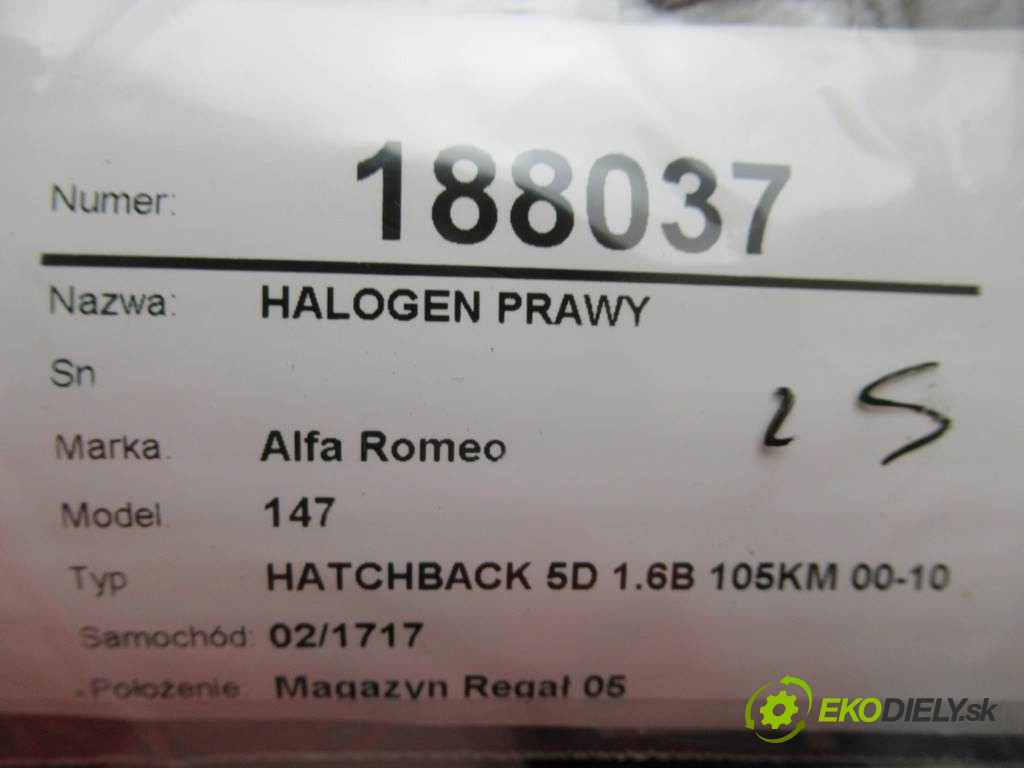 Numer: 188037
Nazwa: HALOGEN PRAWY
Sn
2 5
Marka. Alfa Romeo
Model 147
Typ HATCHBACK 5D 1.6B 105KM 00-10
Samochód: 02/1717
Położenie: Magazyn Regał 05
EKODIELY.sk